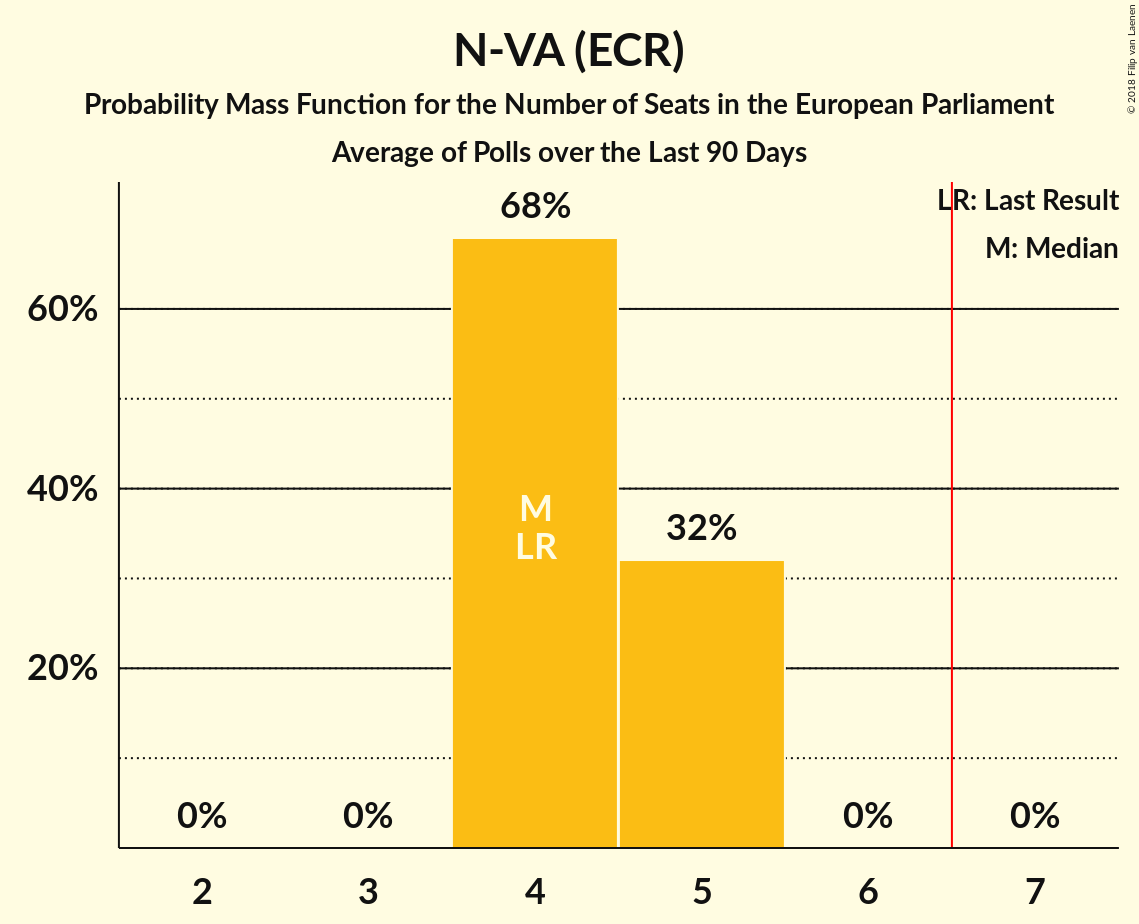 N-VA (ECR)
Probability Mass Function for the Number of Seats in the European Parliament
Average of Polls over the Last 90 Days
© 2018 Filip van Laenen
LR: Last Result
M: Median
68%
60%
40%
20%
M
LR
32%
0%
0%
0%
0%
2
3
4
5
6
7